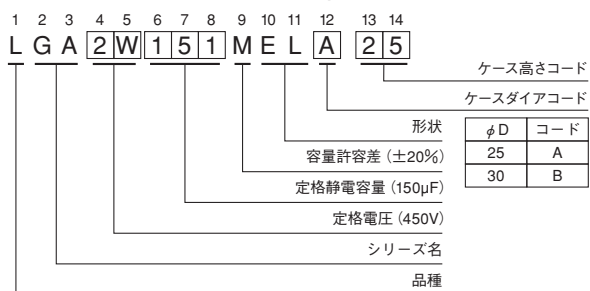 1 2 3 4 5 6 7 8 9 10 11 12 13 14
L G A 2 W 1 5 1 M E L A 2 5
ケース高さコード
ケースダイアコード
形状
容量許容差 (±20%)
定格静電容量 (150μF)
定格電圧 (450V)
シリーズ名
品種
φD コード
25 A
30 B